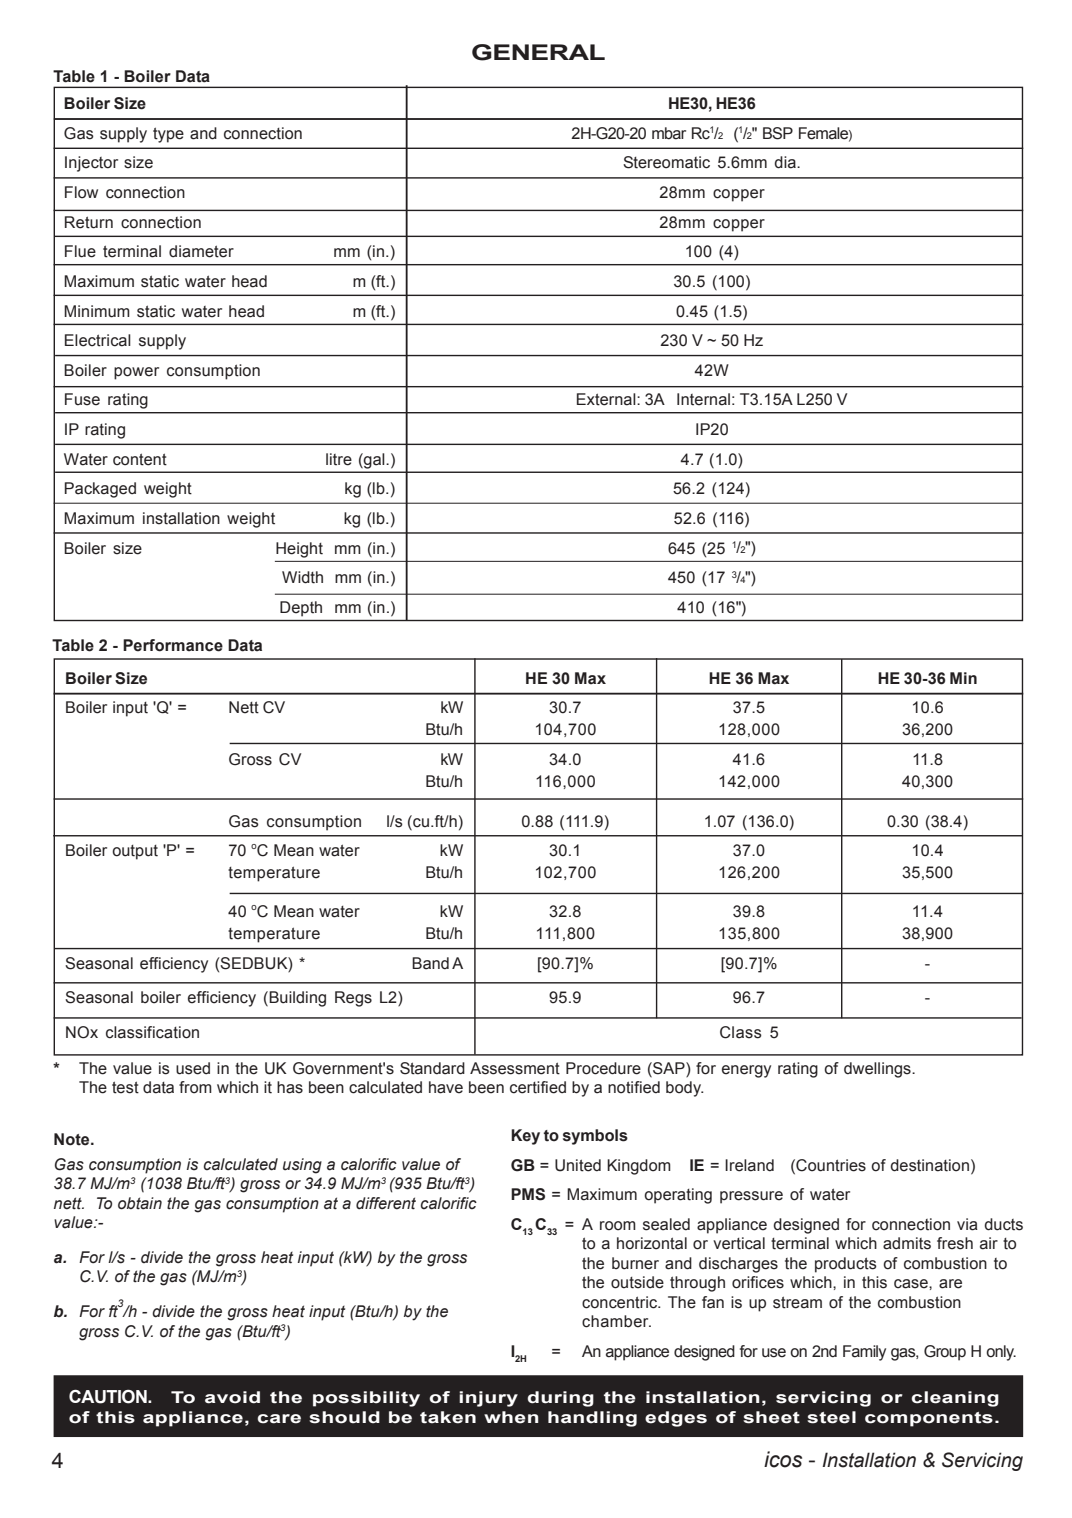 GENERAL
Table 1 - Boiler Data
Boiler Size HE30, HE36
Gas supply type and connection 2H-G20-20 mbar Rc1/2 (1/2" BSP Female)
Injector size Stereomatic 5.6mm dia.
Flow connection 28mm copper
Return connection 28mm copper
Flue terminal diameter mm (in.) 100 (4)
Maximum static water head m (ft.) 30.5 (100)
Minimum static water head m (ft.) 0.45 (1.5)
Electrical supply 230 V ~ 50 Hz
Boiler power consumption 42W
Fuse rating External: 3A Internal: T3.15A L250 V
IP rating IP20
Water content litre (gal.) 4.7 (1.0)
Packaged weight kg (lb.) 56.2 (124)
Maximum installation weight kg (lb.) 52.6 (116)
Boiler size Height mm (in.) 645 (25 1/2")
Width mm (in.) 450 (17 3/4")
Depth mm (in.) 410 (16")
Table 2 - Performance Data
Boiler Size HE 30 Max HE 36 Max HE 30-36 Min
Boiler input 'Q' = Nett CV kW 30.7 37.5 10.6
Btu/h 104,700 128,000 36,200
Gross CV kW 34.0 41.6 11.8
Btu/h 116,000 142,000 40,300
Gas consumption l/s (cu.ft/h) 0.88 (111.9) 1.07 (136.0) 0.30 (38.4)
Boiler output 'P' = 70 °C Mean water kW 30.1 37.0 10.4
temperature Btu/h 102,700 126,200 35,500
40 °C Mean water kW 32.8 39.8 11.4
temperature Btu/h 111,800 135,800 38,900
Seasonal efficiency (SEDBUK) * Band A [90.7]% [90.7]% -
Seasonal boiler efficiency (Building Regs L2) 95.9 96.7 -
NOx classification Class 5
* The value is used in the UK Government's Standard Assessment Procedure (SAP) for energy rating of dwellings.
The test data from which it has been calculated have been certified by a notified body.
Note.
Gas consumption is calculated using a calorific value of
38.7 MJ/m³ (1038 Btu/ft³) gross or 34.9 MJ/m³ (935 Btu/ft³)
nett. To obtain the gas consumption at a different calorific
value:-
a. For l/s - divide the gross heat input (kW) by the gross
C.V. of the gas (MJ/m³)
b. For ft³/h - divide the gross heat input (Btu/h) by the
gross C.V. of the gas (Btu/ft³)
Key to symbols
GB = United Kingdom IE = Ireland (Countries of destination)
PMS = Maximum operating pressure of water
C13 C33 = A room sealed appliance designed for connection via ducts
to a horizontal or vertical terminal which admits fresh air to
the burner and discharges the products of combustion to
the outside through orifices which, in this case, are
concentric. The fan is up stream of the combustion
chamber.
I2H = An appliance designed for use on 2nd Family gas, Group H only.
CAUTION. To avoid the possibility of injury during the installation, servicing or cleaning
of this appliance, care should be taken when handling edges of sheet steel components.
4 icos - Installation & Servicing